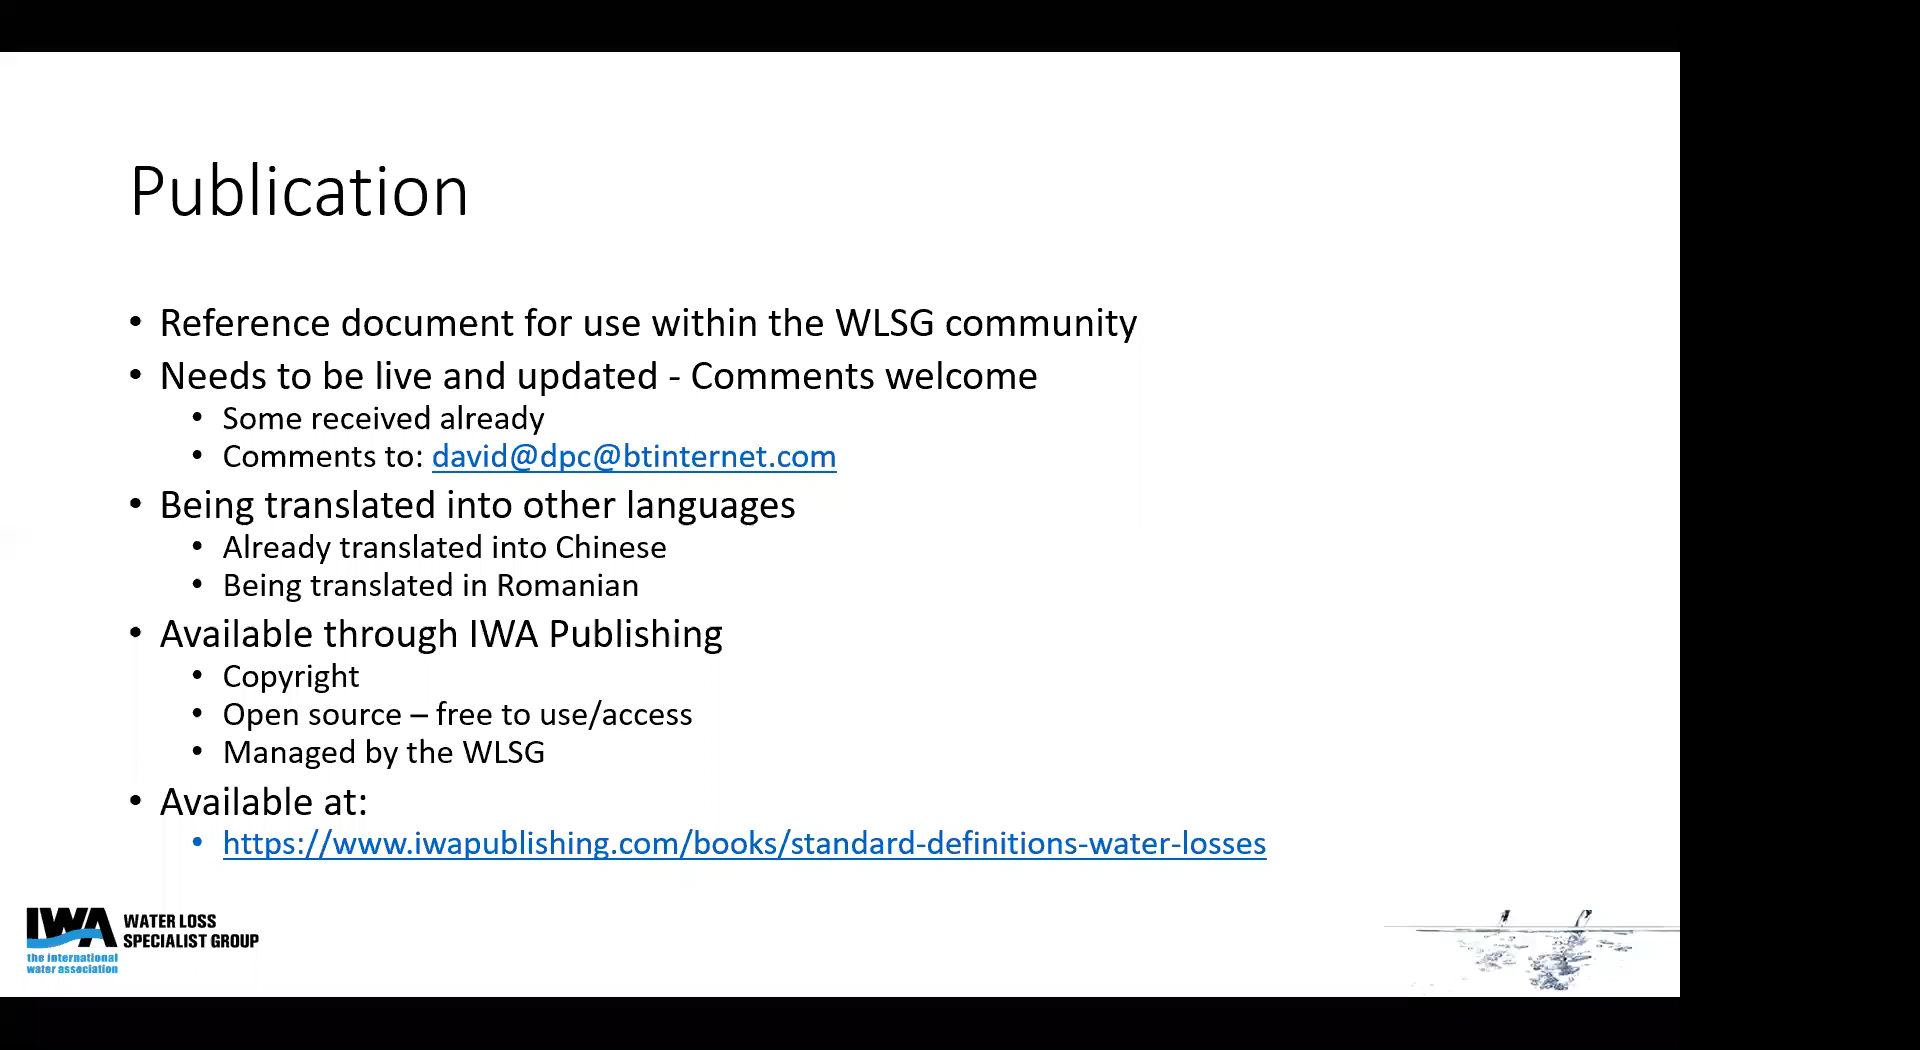 Publication
• Reference document for use within the WLSG community
• Needs to be live and updated - Comments welcome
• Some received already
• Comments to: david@dpc@btinternet.com
• Being translated into other languages
• Already translated into Chinese
• Being translated in Romanian
• Available through IWA Publishing
• Copyright
• Open source – free to use/access
• Managed by the WLSG
• Available at:
• https://www.iwapublishing.com/books/standard-definitions-water-losses
IWA WATER LOSS
SPECIALIST GROUP
the international
water association